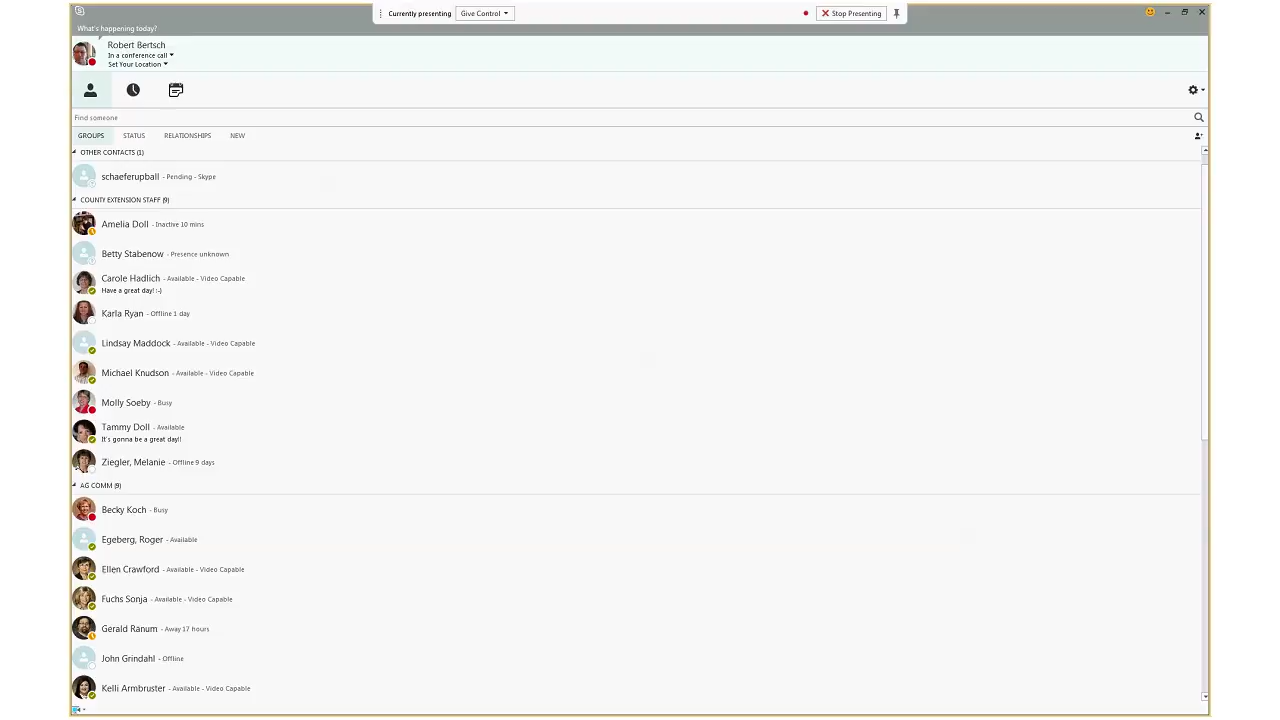 Currently presenting Give Control Stop Presenting
What's happening today?
Robert Bertsch
In a conference call
Set Your Location
Find someone
GROUPS STATUS RELATIONSHIPS NEW
OTHER CONTACTS (1)
schaeferupball - Pending - Skype
COUNTY EXTENSION STAFF (9)
Amelia Doll - Inactive 10 mins
Betty Stabenow - Presence unknown
Carole Hadlich - Available - Video Capable
Have a great day! :-)
Karla Ryan - Offline 1 day
Lindsay Maddock - Available - Video Capable
Michael Knudson - Available - Video Capable
Molly Soeby - Busy
Tammy Doll - Available
It's gonna be a great day!!
Ziegler, Melanie - Offline 9 days
AG COMM (9)
Becky Koch - Busy
Egeberg, Roger - Available
Ellen Crawford - Available - Video Capable
Fuchs Sonja - Available - Video Capable
Gerald Ranum - Away 17 hours
John Grindahl - Offline
Kelli Armbruster - Available - Video Capable